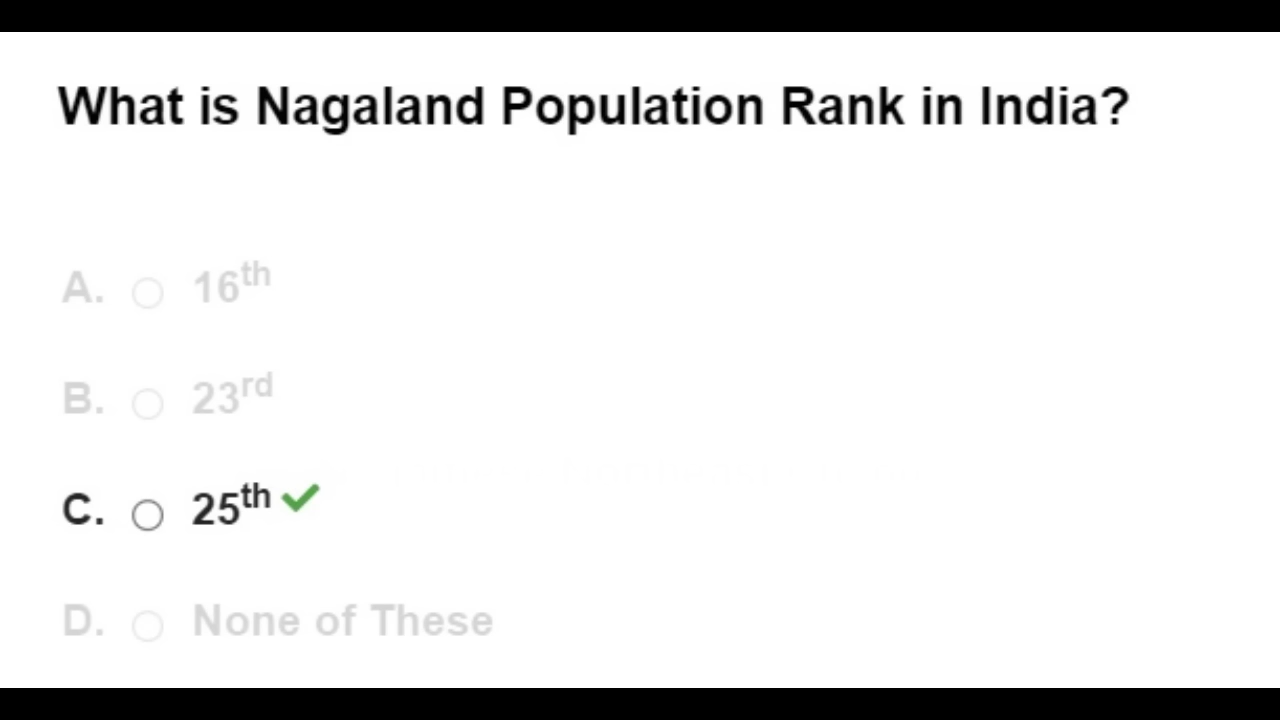 What is Nagaland Population Rank in India?
A. 16th
B. 23rd
C. 25th
D. None of These